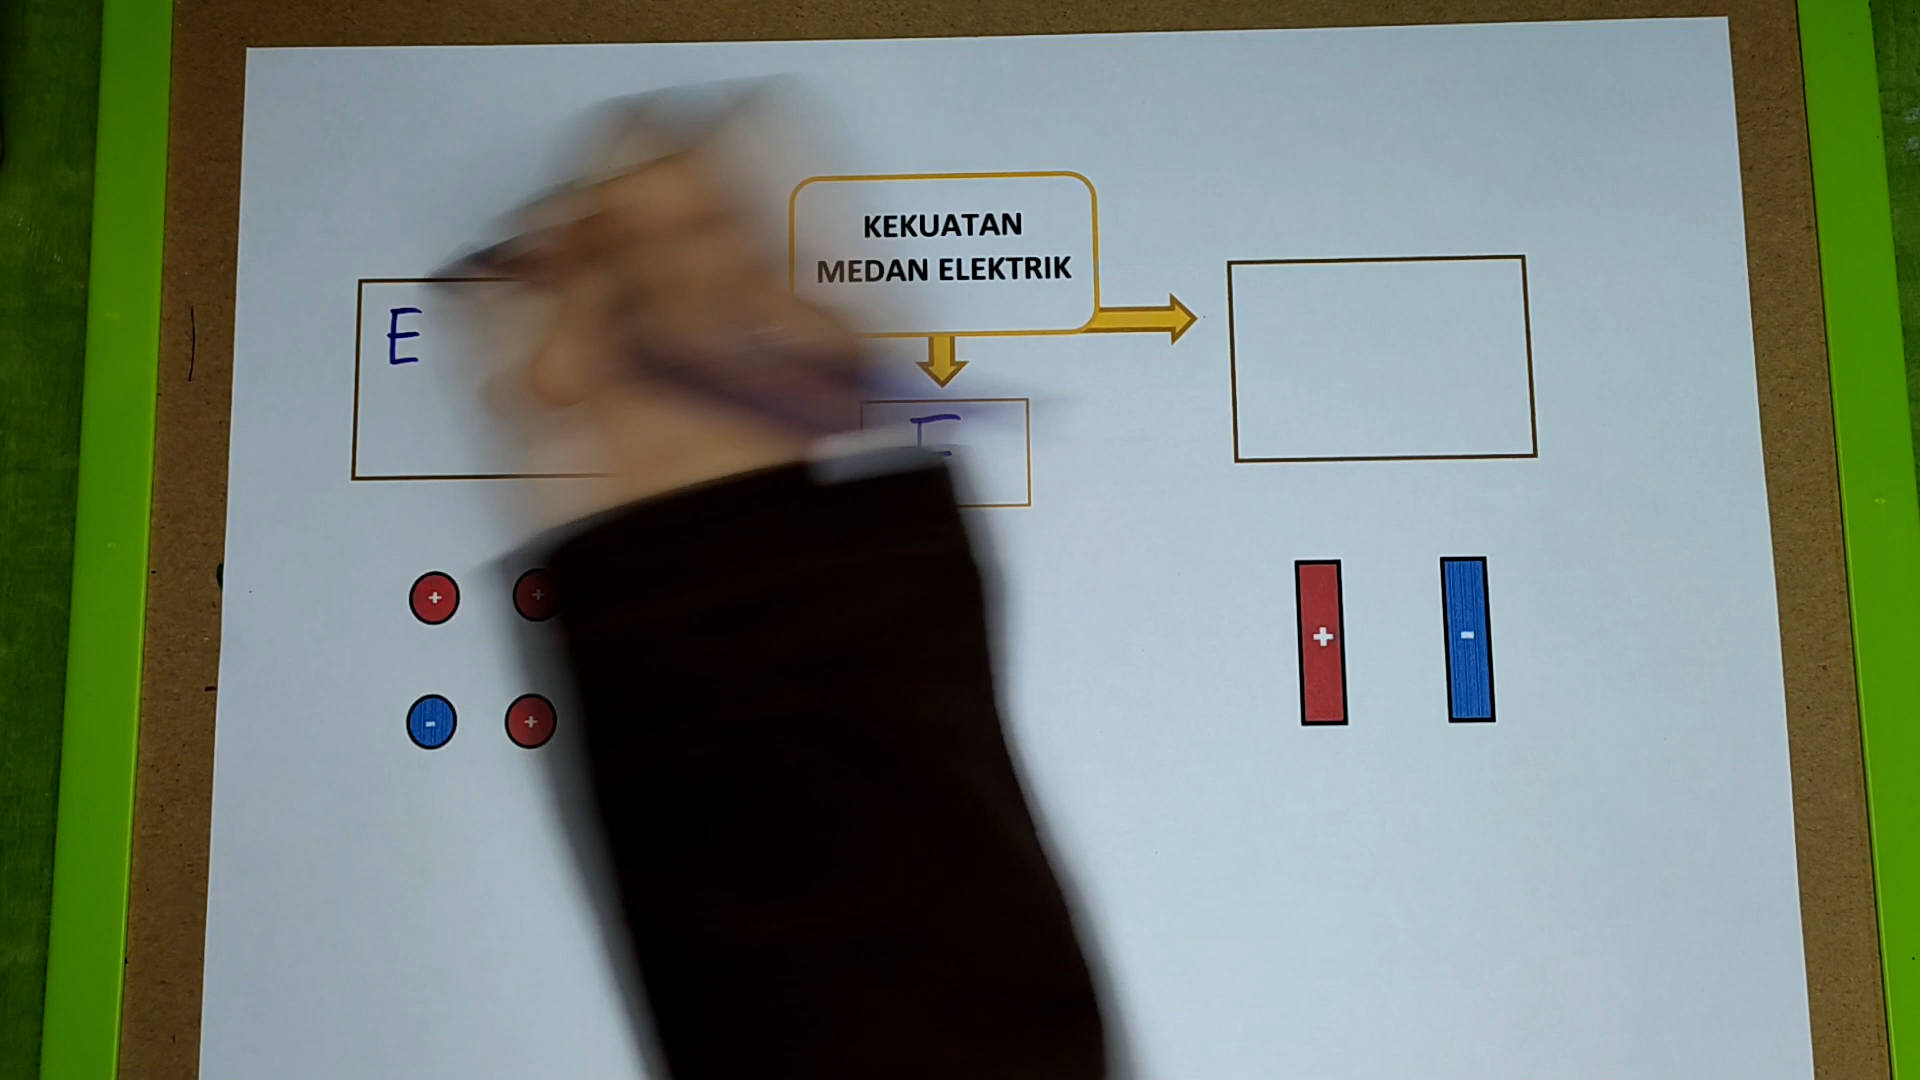 KEKUATAN
MEDAN ELEKTRIK
E
+
+
-
+
+
-